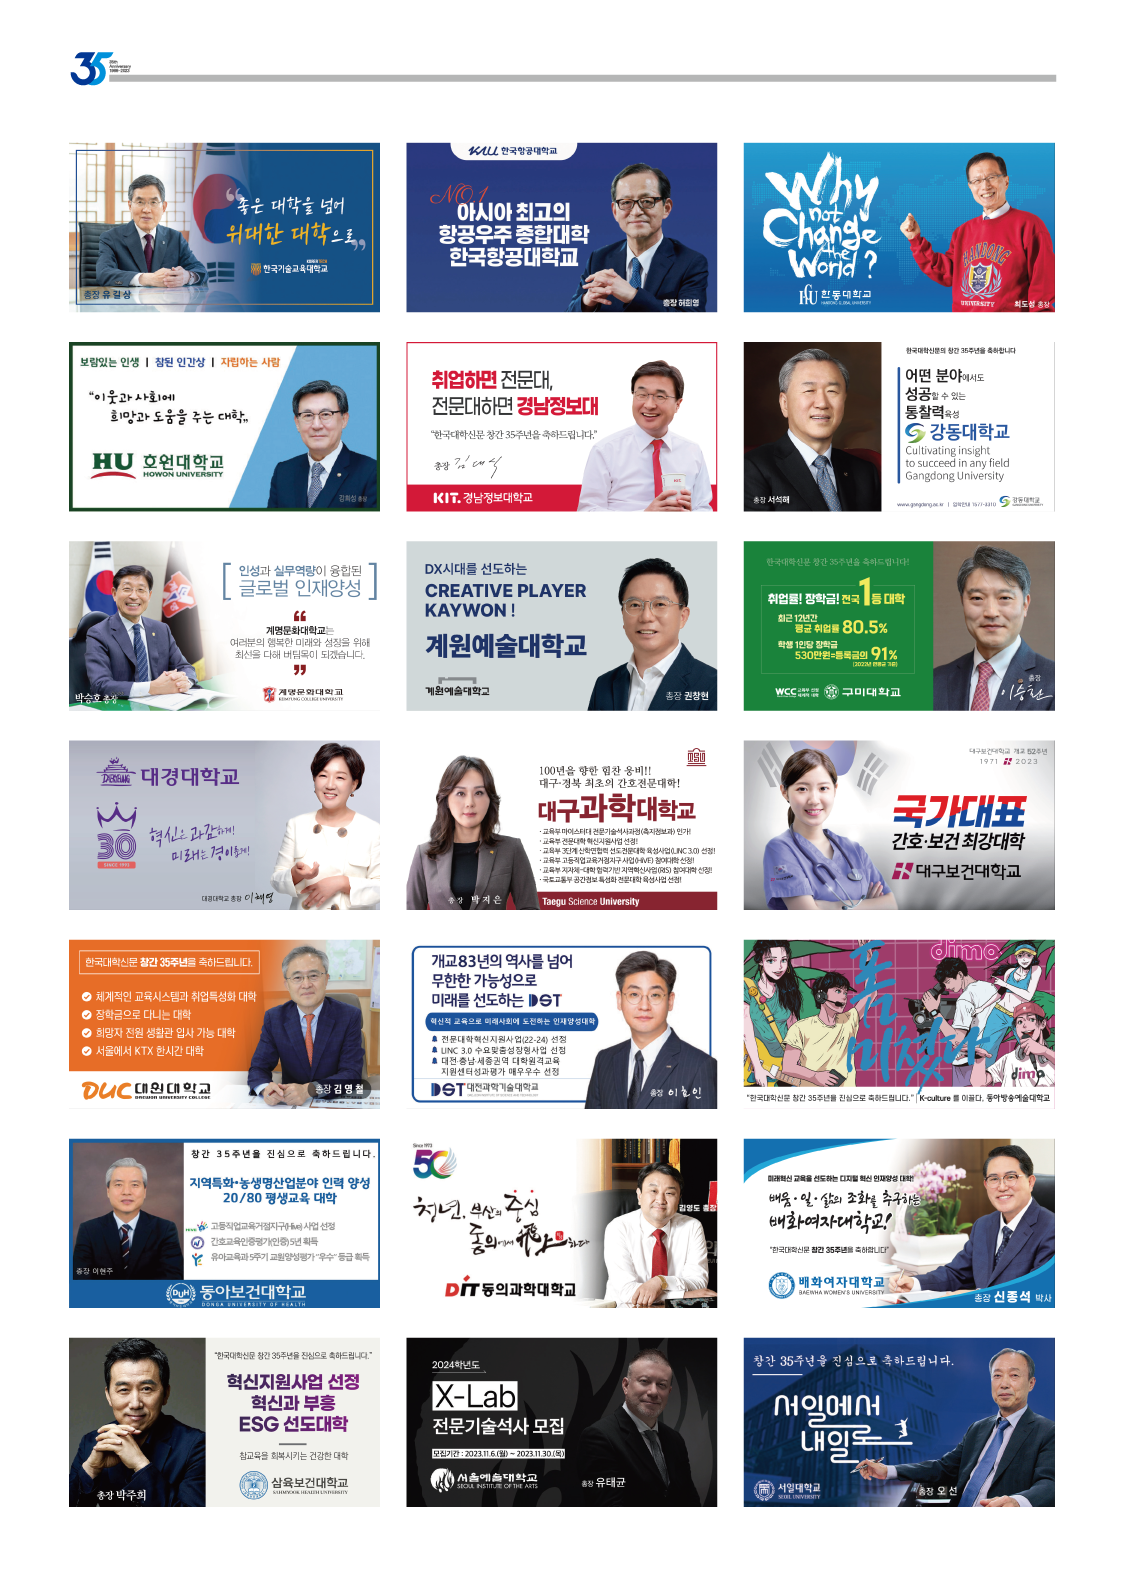 35
35th
Anniversary
1988~2023
“좋은 대학을 넘어
위대한 대학으로”
한국기술교육대학교
총장 유길상
KAU 한국항공대학교
NO.1
아시아 최고의
항공우주 종합대학
한국항공대학교
총장 허희영
Why
not
Change
the
World?
HANDONG
UNIVERSITY
HGU 한동대학교
HANDONG GLOBAL UNIVERSITY
최도성 총장
보람있는 인생 | 참된 인간상 | 자립하는 사람
“이웃과 사회에
희망과 도움을 주는 대학”
HU 호원대학교
HOWON UNIVERSITY
강희성 총장
취업하면 전문대,
전문대하면 경남정보대
“한국대학신문 창간 35주년을 축하드립니다.”
총장 김대식
KIT. 경남정보대학교
한국대학신문의 창간 35주년을 축하합니다
어떤 분야에서도
성공할 수 있는
통찰력육성
강동대학교
Cultivating insight
to succeed in any field
Gangdong University
총장 서석해
www.gangdong.ac.kr | 입학안내 1577-3310 강동대학교
[인성과 실무역량이 융합된
글로벌 인재양성]
“
계명문화대학교는
여러분의 행복한 미래와 성장을 위해
최선을 다해 버팀목이 되겠습니다.
”
박승호 총장
계명문화대학교
KEIMYUNG COLLEGE UNIVERSITY
DX시대를 선도하는
CREATIVE PLAYER
KAYWON !
계원예술대학교
계원예술대학교
총장 권창현
한국대학신문 창간 35주년을 축하드립니다!
취업률! 장학금! 전국 1등 대학
최근 12년간
평균 취업률 80.5%
학생 1인당 장학금
530만원=등록금의 91%
(2023년 현평균 기준)
WCC 교육부 선정 세계적 대학 구미대학교
총장
이승환
대경대학교
30
SINCE 1993
혁신은 과감하게!
미래는 경이롭게!
대경대학교 총장 이채영
100년을 향한 힘찬 웅비!!
대구·경북 최초의 간호전문대학!
대구과학대학교
· 교육부 마이스터대 전문기술석사과정(측지정보과) 인가!
· 교육부 전문대학 혁신지원사업 선정!
· 교육부 3단계 산학연협력 선도전문대학 육성사업(LINC 3.0) 선정!
· 교육부 고등직업교육거점지구 사업(HiVE) 참여대학 선정!
· 교육부 지자체-대학 협력기반 지역혁신사업(RIS) 참여대학 선정!
· 국토교통부 공간정보 특성화 전문대학 육성사업 선정!
총장 박지은
Taegu Science University
대구보건대학교 개교 52주년
1971 2023
국가대표
간호·보건 최강대학
대구보건대학교
한국대학신문 창간 35주년을 축하드립니다.
체계적인 교육시스템과 취업특성화 대학
장학금으로 다니는 대학
희망자 전원 생활관 입사 가능 대학
서울에서 KTX 한시간 대학
DUC 대원대학교
DAEWON UNIVERSITY COLLEGE
총장 김영철
개교83년의 역사를 넘어
무한한 가능성으로
미래를 선도하는 DST
혁신적 교육으로 미래사회에 도전하는 인재양성대학
전문대학혁신지원사업(22-24) 선정
LINC 3.0 수요맞춤성장형사업 선정
대전·충남·세종권역 대학원격교육
지원센터성과평가 매우우수 선정
DST 대전과학기술대학교
총장 이효인
dima
폼
미쳤다
dima
“한국대학신문 창간 35주년을 진심으로 축하드립니다.” K-culture 를 이끌다, 동아방송예술대학교
창간 35주년을 진심으로 축하드립니다.
지역특화·농생명산업분야 인력 양성
20/80 평생교육 대학
고등직업교육거점지구(Hive) 사업 선정
간호교육인증평가(인증) 5년 획득
유아교육과 5주기 교원양성평가 “우수” 등급 획득
총장 이현주
DUH 동아보건대학교
DONGA UNIVERSITY OF HEALTH
Since 1973
50
청년, 부산의 중심
동의에서 飛上하다
김영도 총장
DIT 동의과학대학교
미래혁신 교육을 선도하는 디지털 혁신 인재양성 대학!
배움·일·삶의 조화를 추구하는
배화여자대학교!
“한국대학신문 창간 35주년을 축하합니다”
배화여자대학교
BAEWHA WOMEN'S UNIVERSITY
총장 신종석 박사
“한국대학신문 창간 35주년을 진심으로 축하드립니다.”
혁신지원사업 선정
혁신과 부흥
ESG 선도대학
참교육을 회복시키는 건강한 대학
삼육보건대학교
SAHMYOOK HEALTH UNIVERSITY
총장 박주희
2024학년도
X-Lab
전문기술석사 모집
모집기간 : 2023.11.6.(월) ~ 2023.11.30.(목)
서울예술대학교
SEOUL INSTITUTE OF THE ARTS
총장 유태균
창간 35주년을 진심으로 축하드립니다.
서일에서
내일로
서일대학교
SEOIL UNIVERSITY
총장 오선